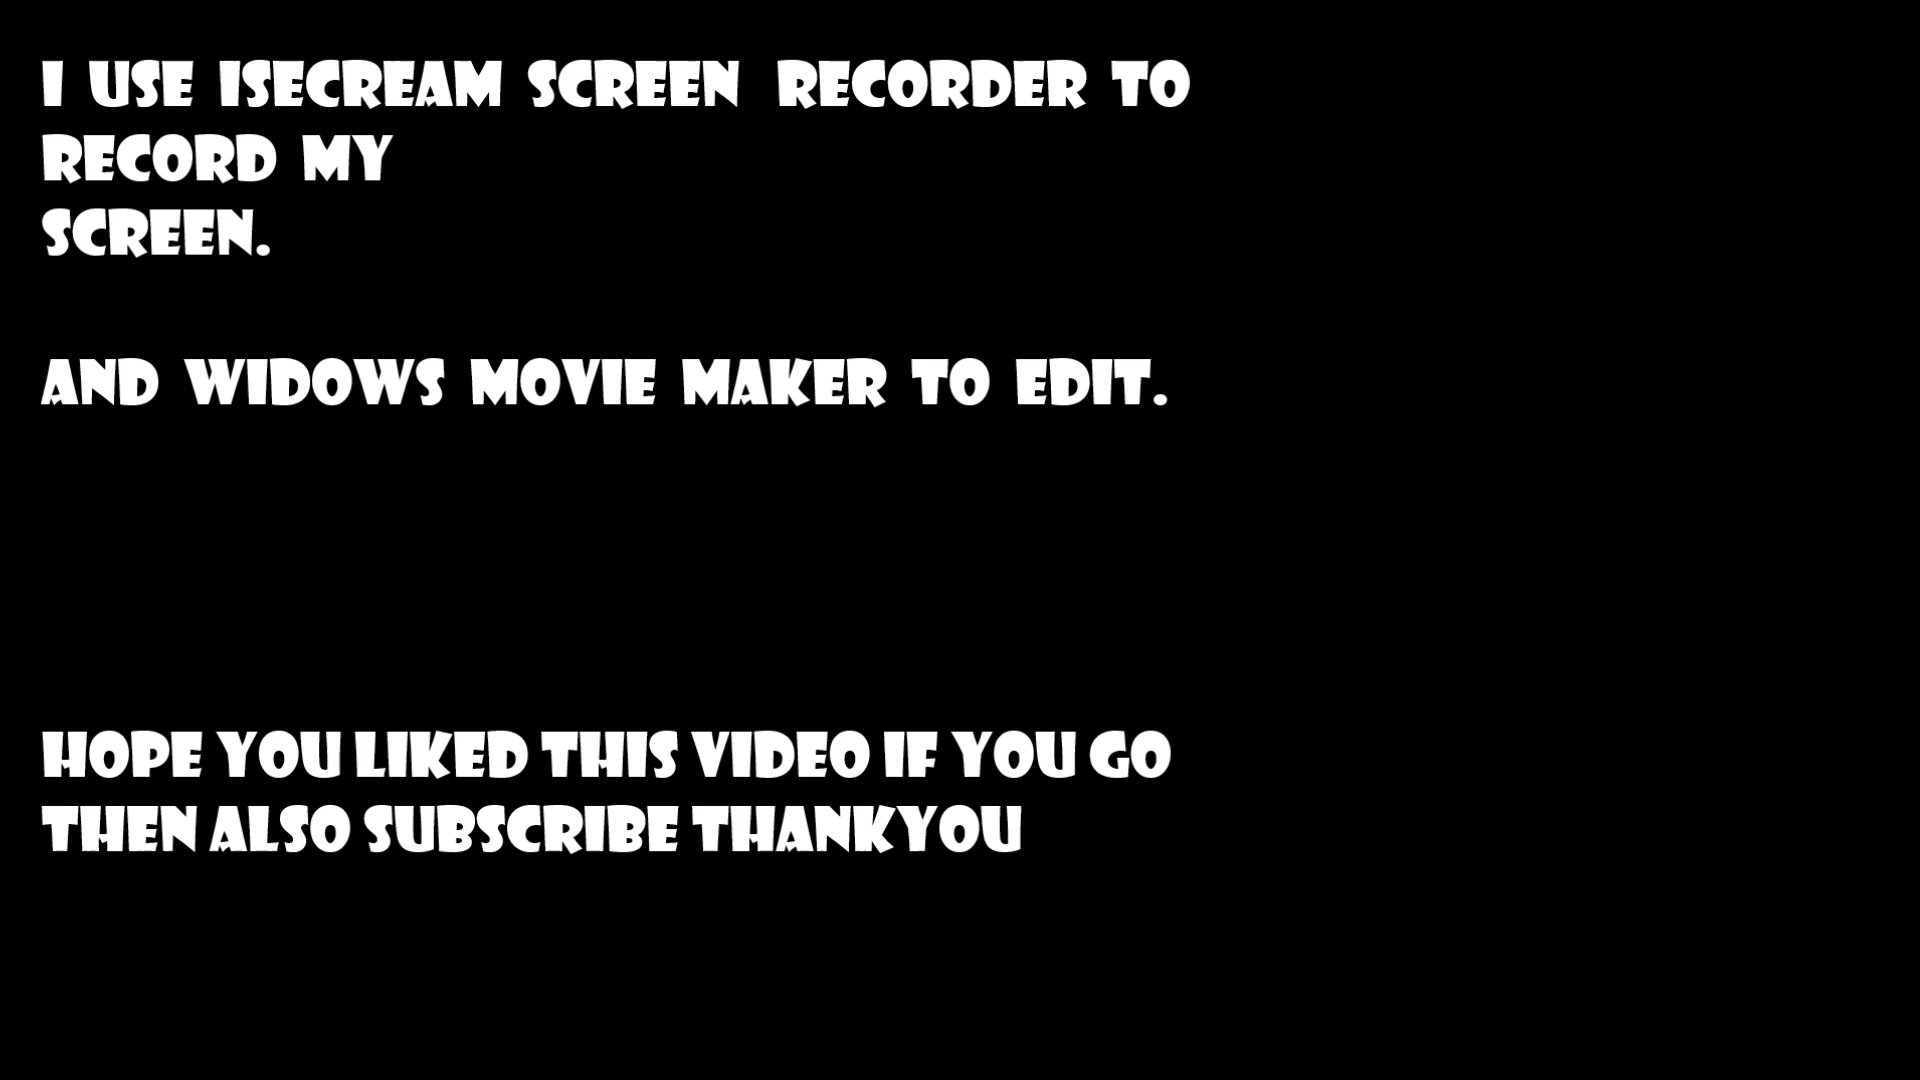 I USE ISECREAM SCREEN RECORDER TO
RECORD MY
SCREEN.
AND WIDOWS MOVIE MAKER TO EDIT.
HOPE YOU LIKED THIS VIDEO IF YOU GO
THEN ALSO SUBSCRIBE THANKYOU